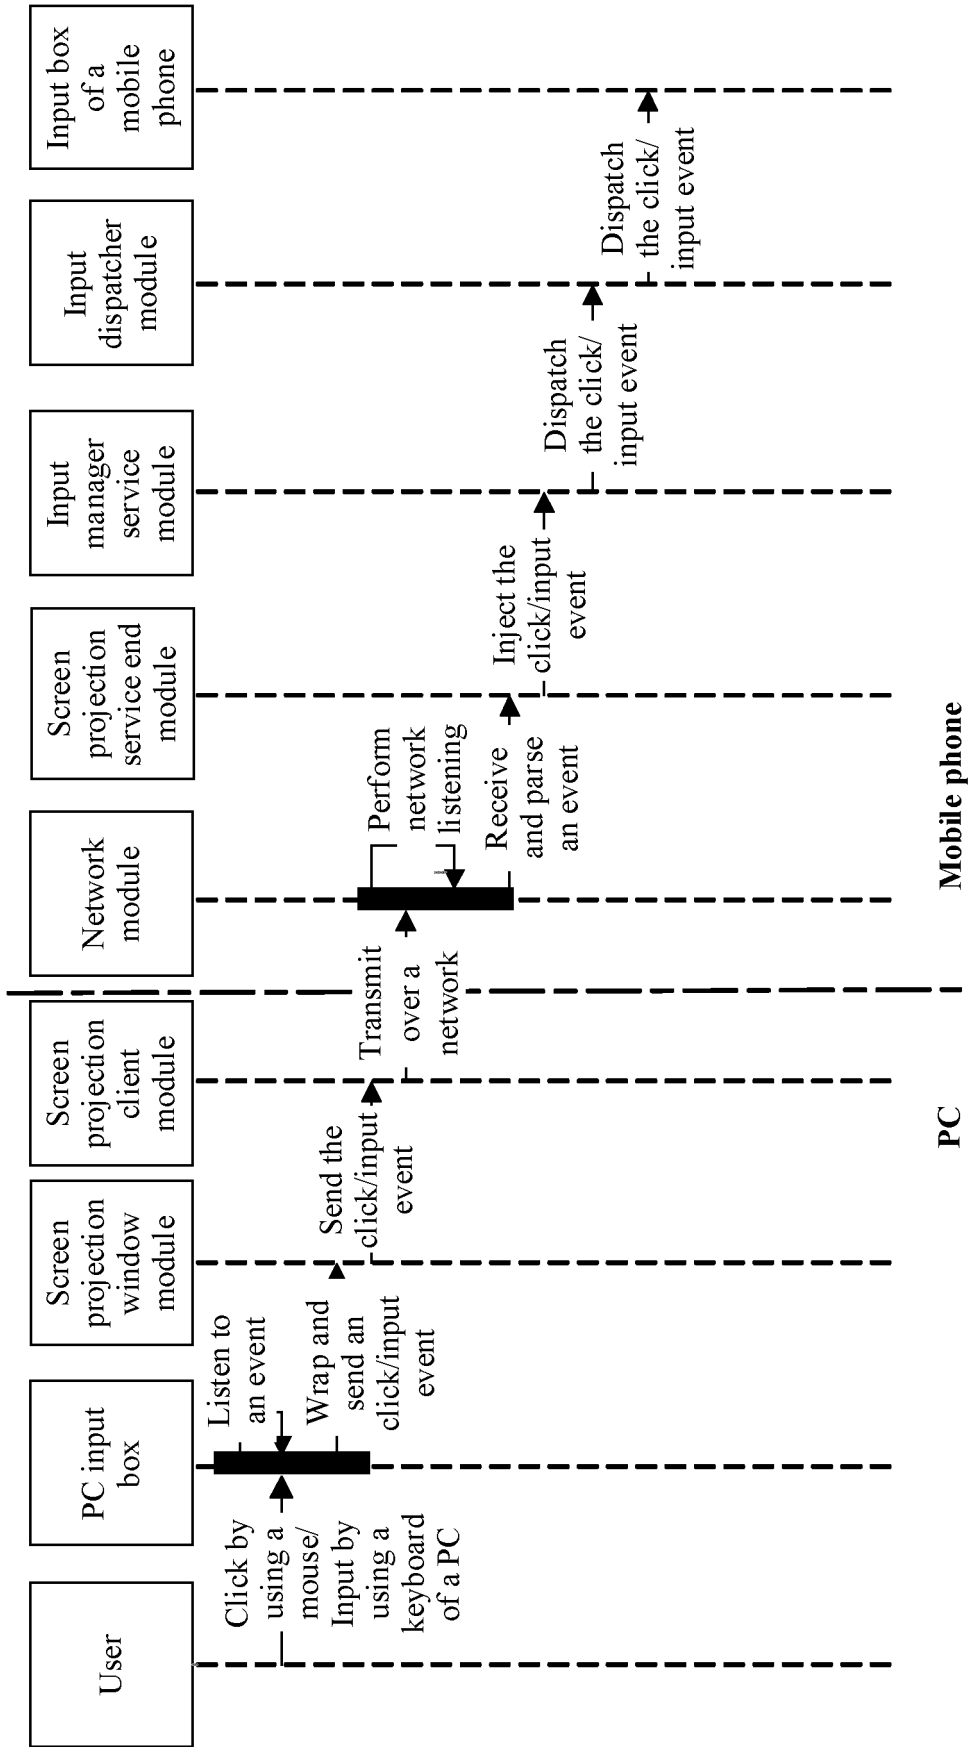 User
PC input
box
Screen
projection
window
module
Screen
projection
client
module
Network
module
Screen
projection
service end
module
Input
manager
service
module
Input
dispatcher
module
Input box
of a
mobile
phone
Click by
using a
mouse/
Input by
using a
keyboard
of a PC
Listen to
an event
Wrap and
send an
click/input
event
Send the
click/input
event
Transmit
over a
network
Perform
network
listening
Receive
and parse
an event
Inject the
click/input
event
Dispatch
the click/
input event
Dispatch
the click/
input event
PC
Mobile phone